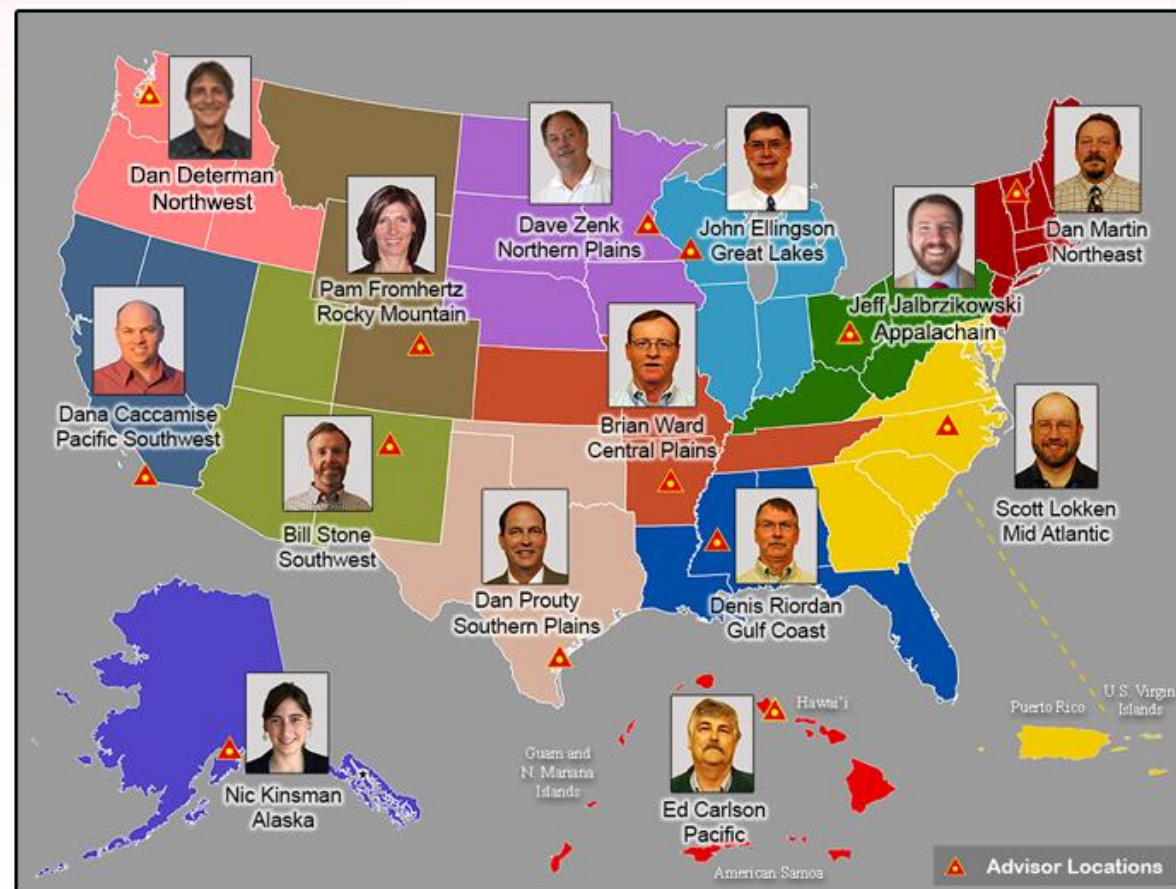 Dan Determan
Northwest
Dave Zenk
Northern Plains
John Ellingson
Great Lakes
Dan Martin
Northeast
Pam Fromhertz
Rocky Mountain
Jeff Jalbrzikowski
Appalachain
Dana Caccamise
Pacific Southwest
Brian Ward
Central Plains
Scott Lokken
Mid Atlantic
Bill Stone
Southwest
Dan Prouty
Southern Plains
Denis Riordan
Gulf Coast
Nic Kinsman
Alaska
Guam and
N. Mariana
Islands
Hawai'i
Ed Carlson
Pacific
American Samoa
Puerto Rico
U.S. Virgin
Islands
Advisor Locations